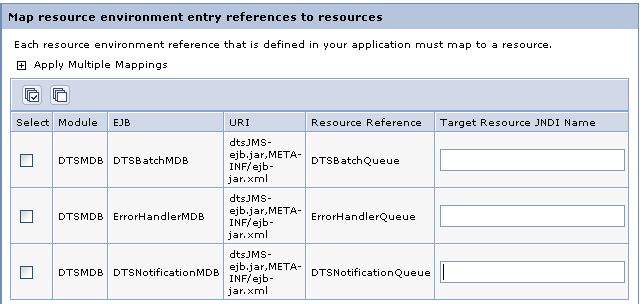 Map resource environment entry references to resources
Each resource environment reference that is defined in your application must map to a resource.
Apply Multiple Mappings
Select Module EJB URI Resource Reference Target Resource JNDI Name
DTSMDB DTSBatchMDB dtsJMS-
ejb.jar,META-
INF/ejb-
jar.xml DTSBatchQueue
DTSMDB ErrorHandlerMDB dtsJMS-
ejb.jar,META-
INF/ejb-
jar.xml ErrorHandlerQueue
DTSMDB DTSNotificationMDB dtsJMS-
ejb.jar,META-
INF/ejb-
jar.xml DTSNotificationQueue